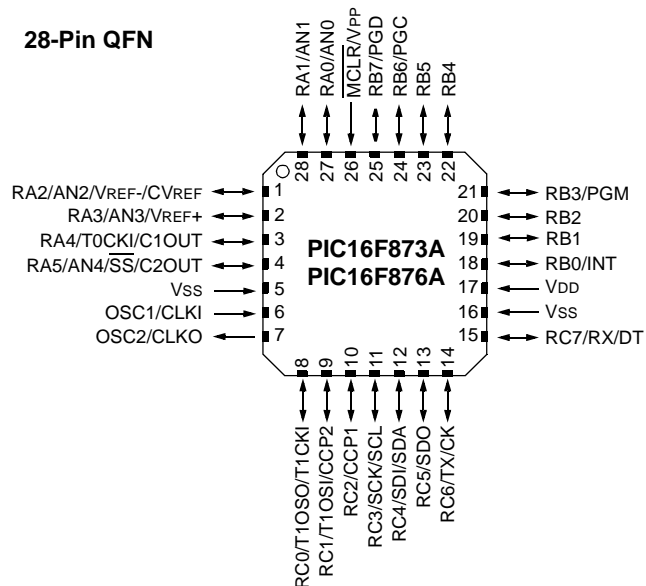 28-Pin QFN
RA1/AN1
RA0/AN0
MCLR/VPP
RB7/PGD
RB6/PGC
RB5
RB4
28
27
26
25
24
23
22
RA2/AN2/VREF-/CVREF 1
RA3/AN3/VREF+ 2
RA4/T0CKI/C1OUT 3
RA5/AN4/SS/C2OUT 4
VSS 5
OSC1/CLKI 6
OSC2/CLKO 7
PIC16F873A
PIC16F876A
21 RB3/PGM
20 RB2
19 RB1
18 RB0/INT
17 VDD
16 VSS
15 RC7/RX/DT
8
9
10
11
12
13
14
RC0/T1OSO/T1CKI
RC1/T1OSI/CCP2
RC2/CCP1
RC3/SCK/SCL
RC4/SDI/SDA
RC5/SDO
RC6/TX/CK